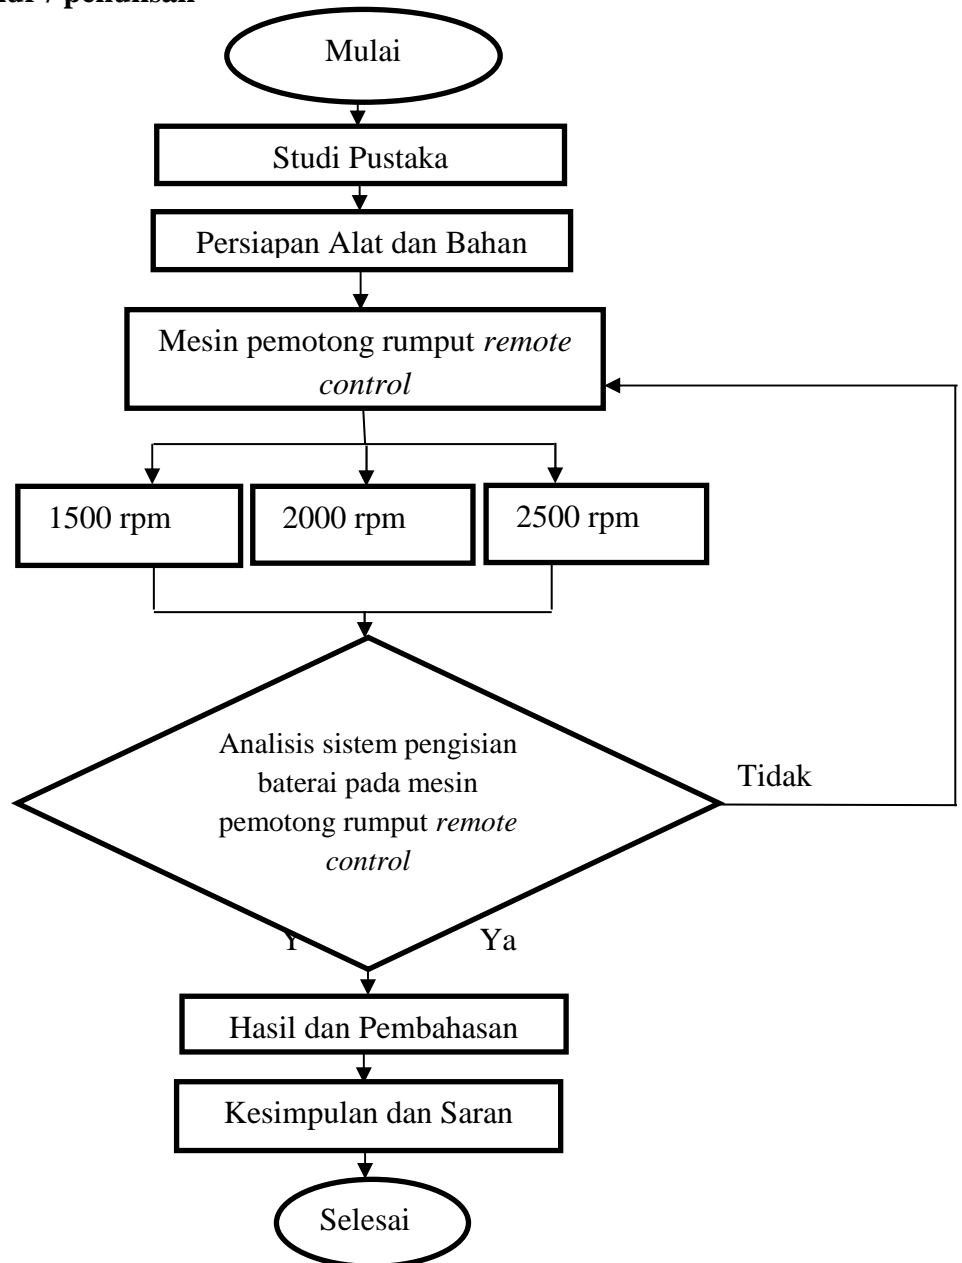 penulisan
Mulai
Studi Pustaka
Persiapan Alat dan Bahan
Mesin pemotong rumput remote
control
1500 rpm
2000 rpm
2500 rpm
Analisis sistem pengisian
baterai pada mesin
pemotong rumput remote
control
Tidak
Y
Ya
Hasil dan Pembahasan
Kesimpulan dan Saran
Selesai